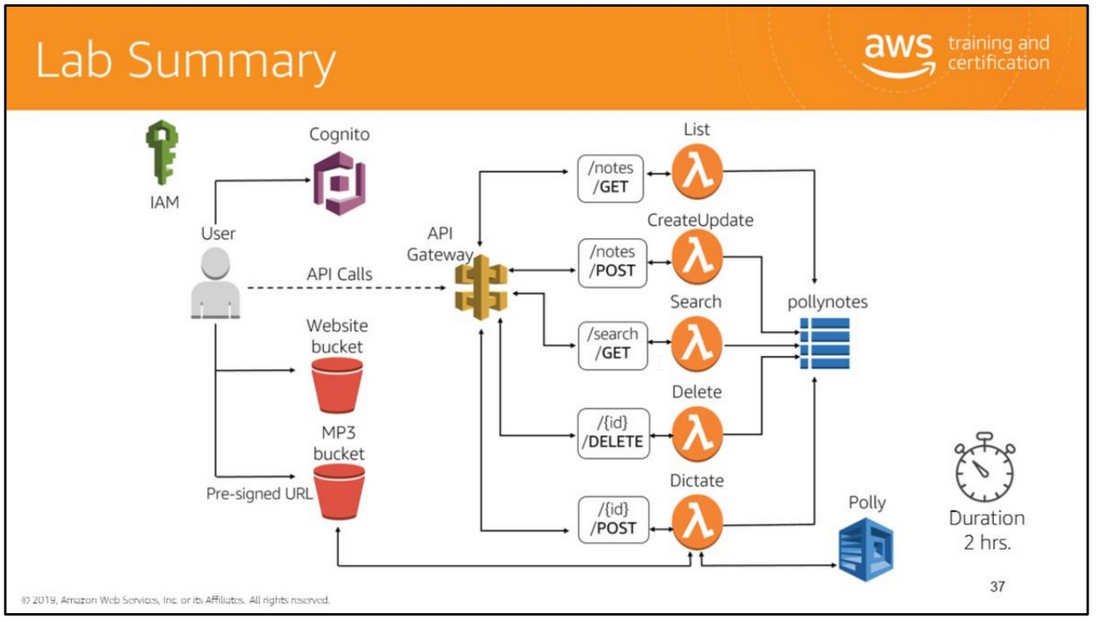 Lab Summary
aws training and
certification
IAM
Cognito
User
API Calls
Website
bucket
MP3
bucket
Pre-signed URL
API
Gateway
List
/notes
/GET
CreateUpdate
/notes
/POST
Search
/search
/GET
Delete
/{id}
/DELETE
Dictate
/{id}
/POST
pollynotes
Polly
Duration
2 hrs.
37
© 2019, Amazon Web Services, Inc. or its Affiliates. All rights reserved.